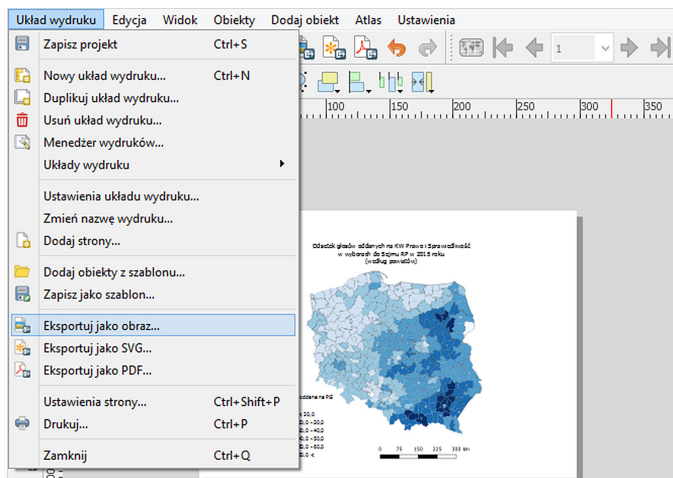 Układ wydruku Edycja Widok Obiekty Dodaj obiekt Atlas Ustawienia
Zapisz projekt Ctrl+S
1
Nowy układ wydruku... Ctrl+N
Duplikuj układ wydruku...
Usuń układ wydruku...
100 150 200 250 300 350
Menedżer wydruków...
Układy wydruku
Ustawienia układu wydruku...
Zmień nazwę wydruku...
Dodaj strony...
Odsetek głosów oddanych na KW Prawo i Sprawiedliwość
w wyborach do Sejmu RP w 2015 roku
(według powiatów)
Dodaj obiekty z szablonu...
Zapisz jako szablon...
Eksportuj jako obraz...
Eksportuj jako SVG...
Eksportuj jako PDF...
Ustawienia strony... Ctrl+Shift+P
Drukuj... Ctrl+P
Zamknij Ctrl+Q
oddane na PiS
0 75 150 225 300 km